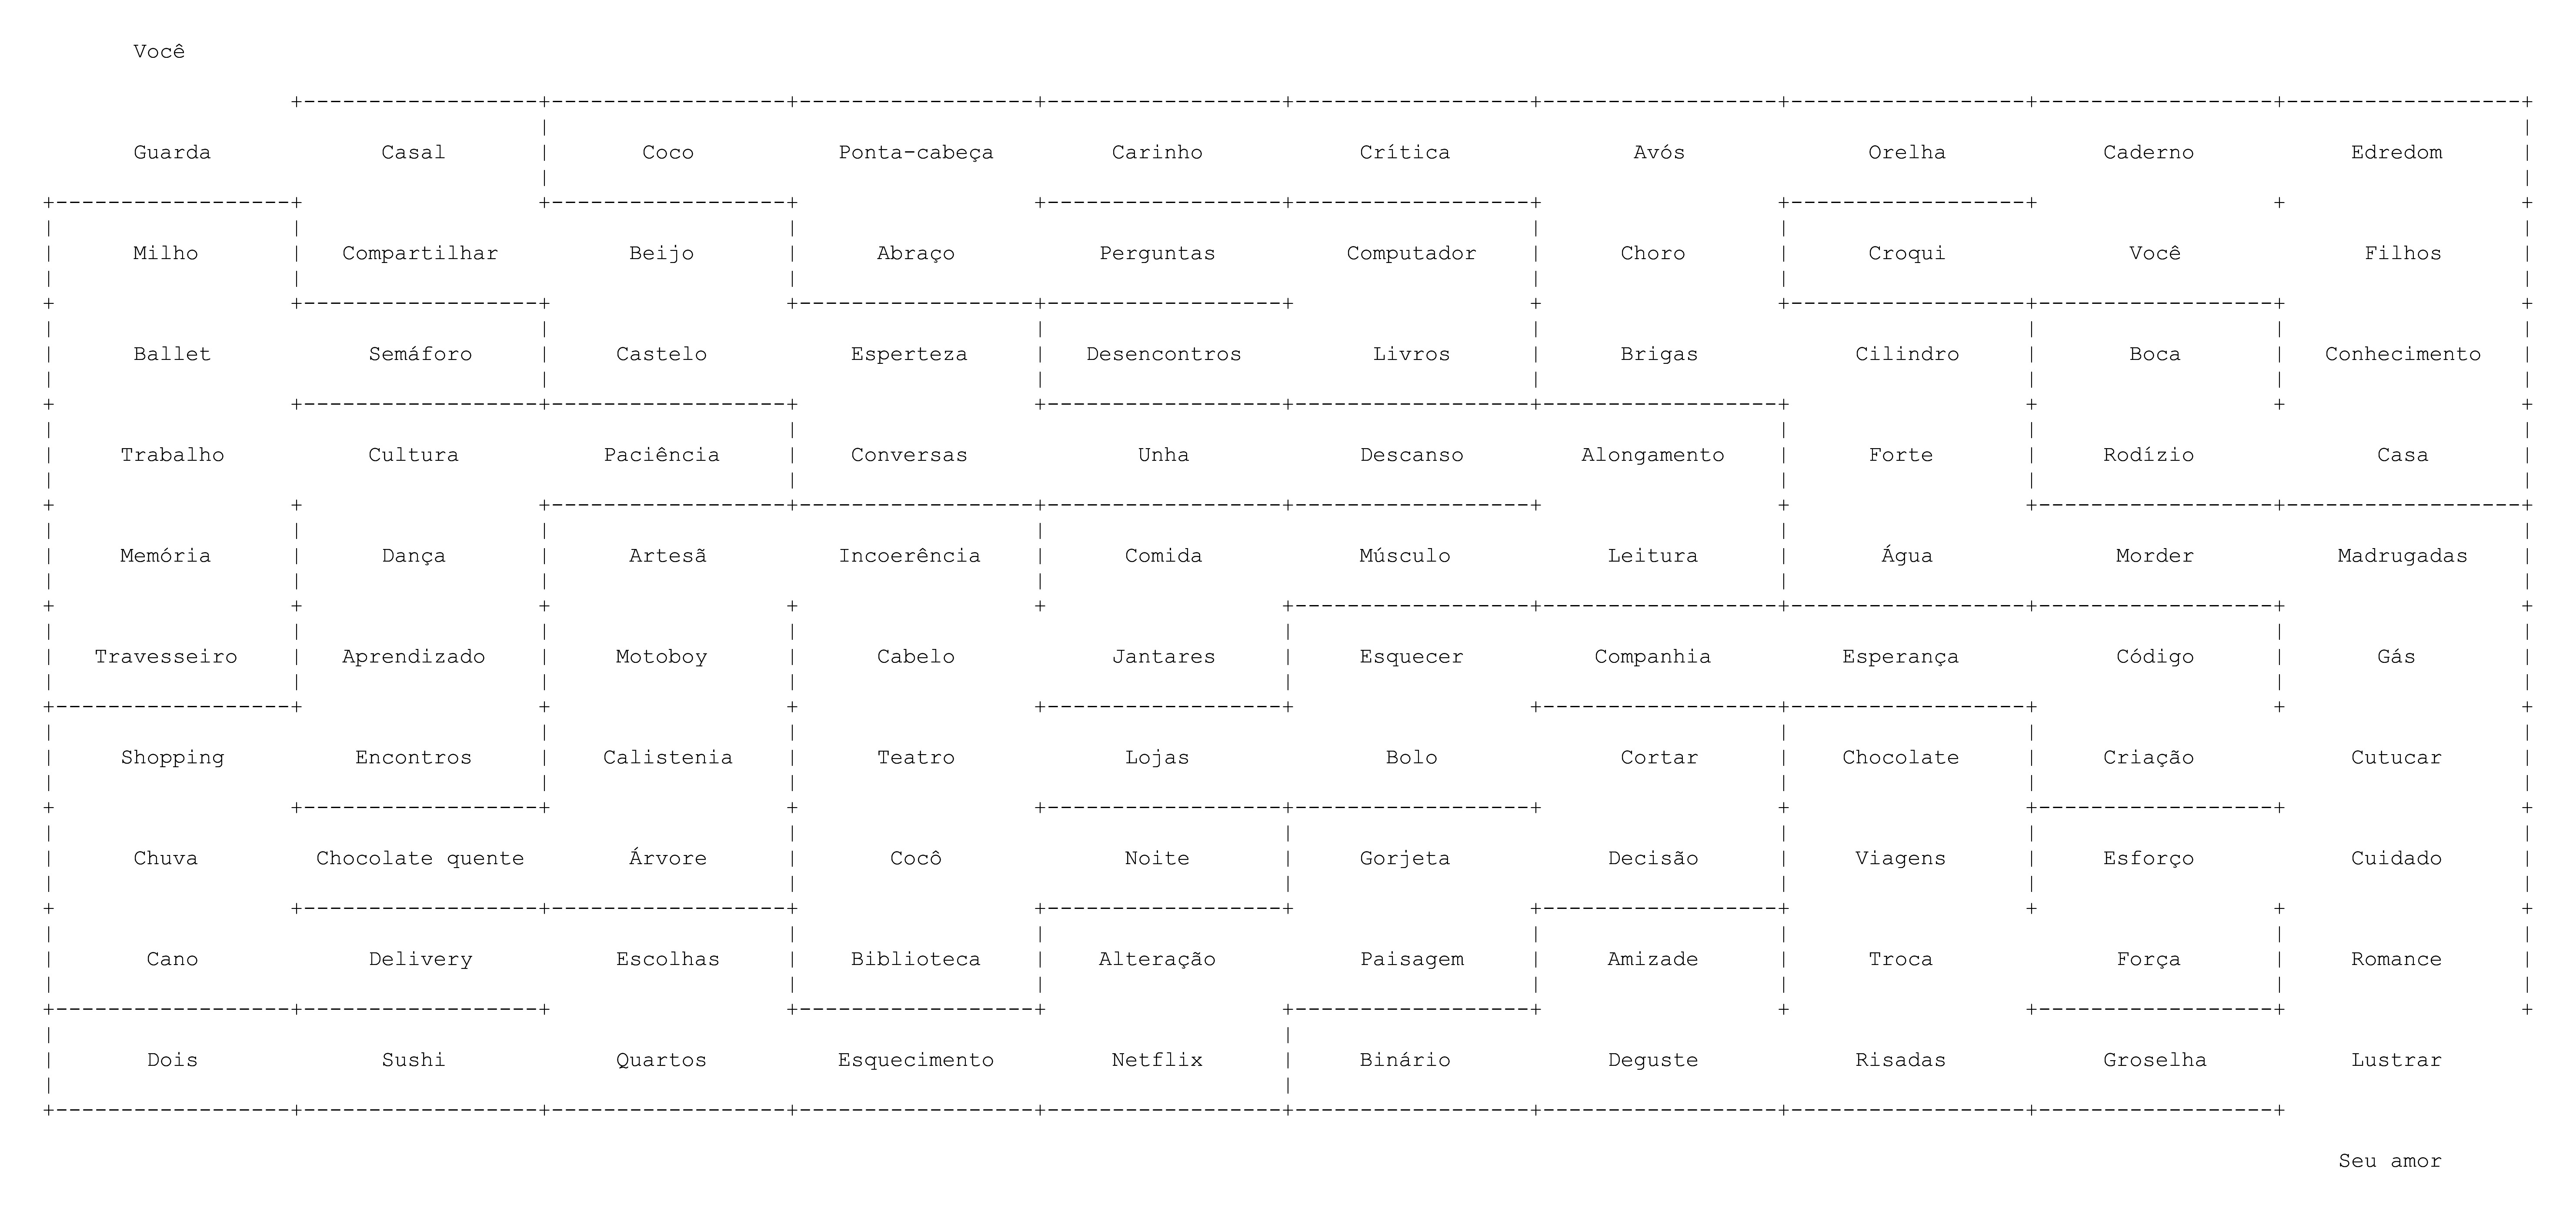 Você
Guarda Casal Coco Ponta-cabeça Carinho Crítica Avós Orelha Caderno Edredom
Milho Compartilhar Beijo Abraço Perguntas Computador Choro Croqui Você Filhos
Ballet Semáforo Castelo Esperteza Desencontros Livros Brigas Cilindro Boca Conhecimento
Trabalho Cultura Paciência Conversas Unha Descanso Alongamento Forte Rodízio Casa
Memória Dança Artesã Incoerência Comida Músculo Leitura Água Morder Madrugadas
Travesseiro Aprendizado Motoboy Cabelo Jantares Esquecer Companhia Esperança Código Gás
Shopping Encontros Calistenia Teatro Lojas Bolo Cortar Chocolate Criação Cutucar
Chuva Chocolate quente Árvore Cocô Noite Gorjeta Decisão Viagens Esforço Cuidado
Cano Delivery Escolhas Biblioteca Alteração Paisagem Amizade Troca Força Romance
Dois Sushi Quartos Esquecimento Netflix Binário Deguste Risadas Groselha Lustrar
Seu amor